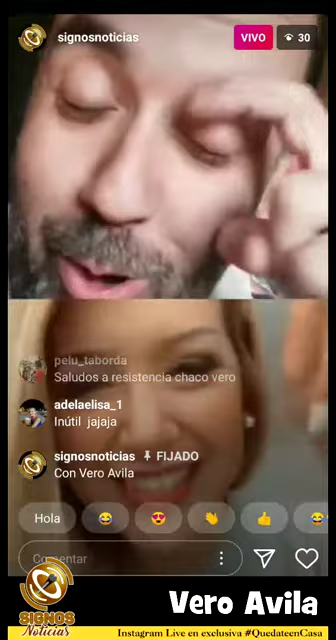 signosnoticias
VIVO
30
pelu_taborda
Saludos a resistencia chaco vero
adelaelisa_1
Inútil jajaja
signosnoticias FIJADO
Con Vero Avila
Hola
Comentar
SIGNOS
Noticias
Vero Avila
Instagram Live en exclusiva #QuedateenCasa